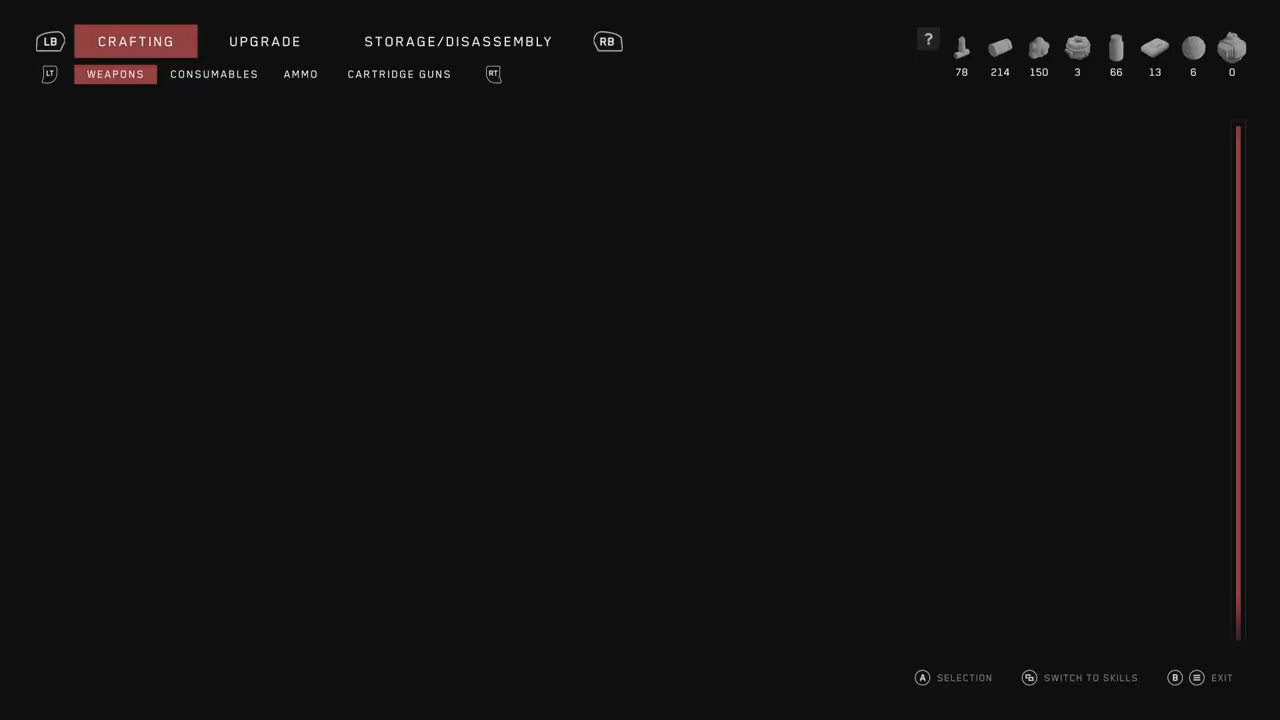 LB CRAFTING UPGRADE STORAGE/DISASSEMBLY RB ?
LT WEAPONS CONSUMABLES AMMO CARTRIDGE GUNS RT
78 214 150 3 66 13 6 0
A SELECTION SWITCH TO SKILLS B EXIT